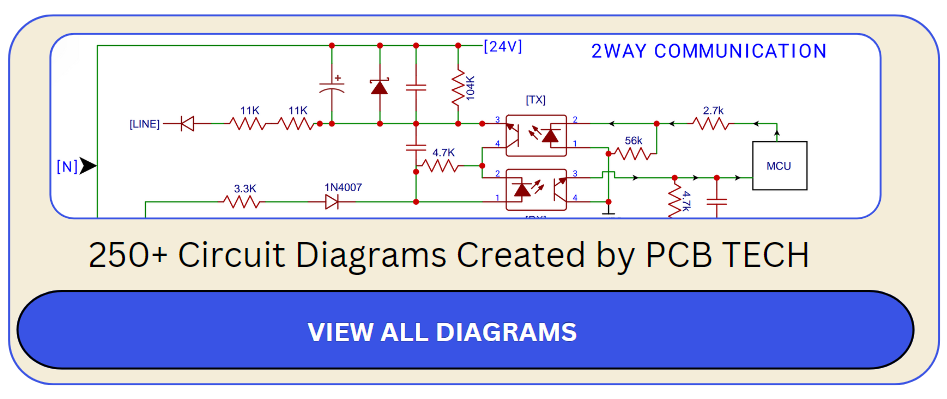 [24V]
2WAY COMMUNICATION
+
104K
[TX]
11K
11K
2.7k
[LINE]
3
2
56k
4
1
4.7K
[N]
MCU
2
3
3.3K
1N4007
4.7k
1
4
250+ Circuit Diagrams Created by PCB TECH
VIEW ALL DIAGRAMS